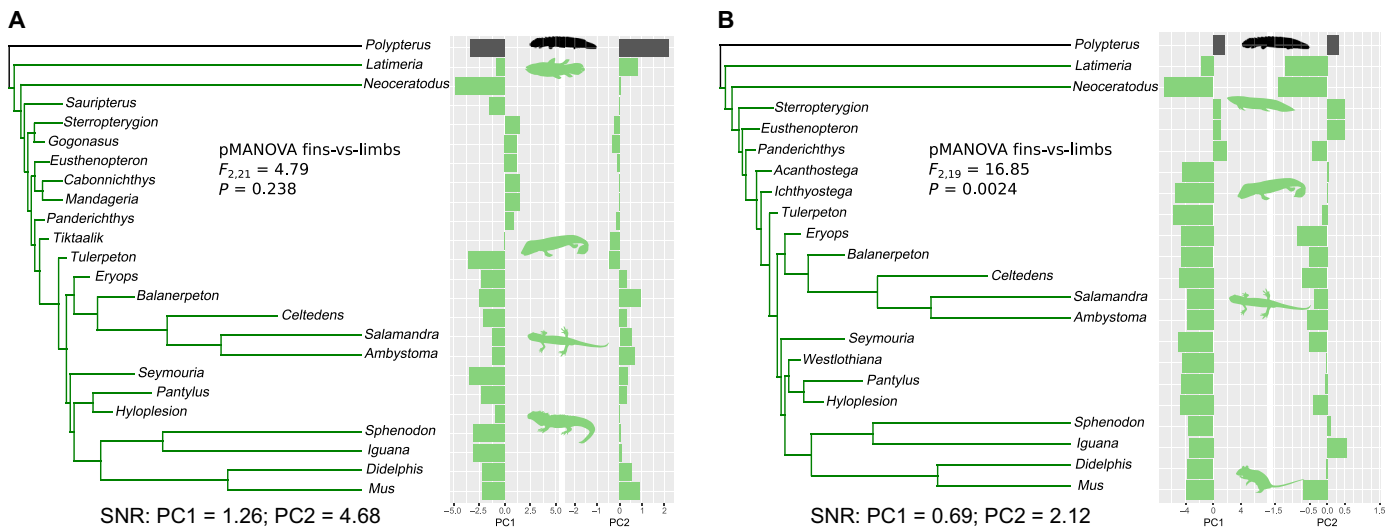 A
Polypterus
Latimeria
Neoceratodus
Sauripterus
Sterropterygion
Gogonasus
Eusthenopteron
Cabonnichthys
Mandageria
Panderichthys
Tiktaalik
Tulerpeton
Eryops
Balanerpeton
Celtedens
Salamandra
Ambystoma
Seymouria
Pantylus
Hyloplesion
Sphenodon
Iguana
Didelphis
Mus
pMANOVA fins-vs-limbs
F2,21 = 4.79
P = 0.238
−5.0 −2.5 0.0 2.5 5.0 −2 −1 0 1 2
PC1 PC2
SNR: PC1 = 1.26; PC2 = 4.68
B
Polypterus
Latimeria
Neoceratodus
Sterropterygion
Eusthenopteron
Panderichthys
Acanthostega
Ichthyostega
Tulerpeton
Eryops
Balanerpeton
Celtedens
Salamandra
Ambystoma
Seymouria
Westlothiana
Pantylus
Hyloplesion
Sphenodon
Iguana
Didelphis
Mus
pMANOVA fins-vs-limbs
F2,19 = 16.85
P = 0.0024
−4 0 4 −1.5 −0.5 0.0 0.5 1.5
PC1 PC2
SNR: PC1 = 0.69; PC2 = 2.12